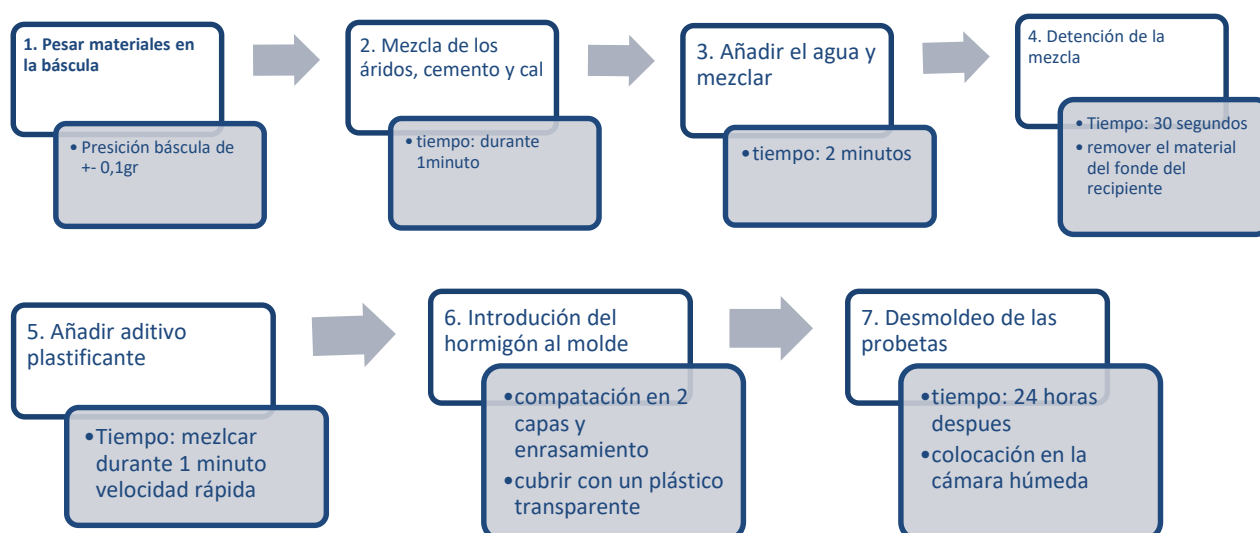 1. Pesar materiales en
la báscula
• Presición báscula de
+- 0,1gr
2. Mezcla de los
áridos, cemento y cal
• tiempo: durante
1minuto
3. Añadir el agua y
mezclar
• tiempo: 2 minutos
4. Detención de la
mezcla
• Tiempo: 30 segundos
• remover el material
del fonde del
recipiente
5. Añadir aditivo
plastificante
• Tiempo: mezlcar
durante 1 minuto
velocidad rápida
6. Introdución del
hormigón al molde
• compatación en 2
capas y
enrasamiento
• cubrir con un plástico
transparente
7. Desmoldeo de las
probetas
• tiempo: 24 horas
despues
• colocación en la
cámara húmeda